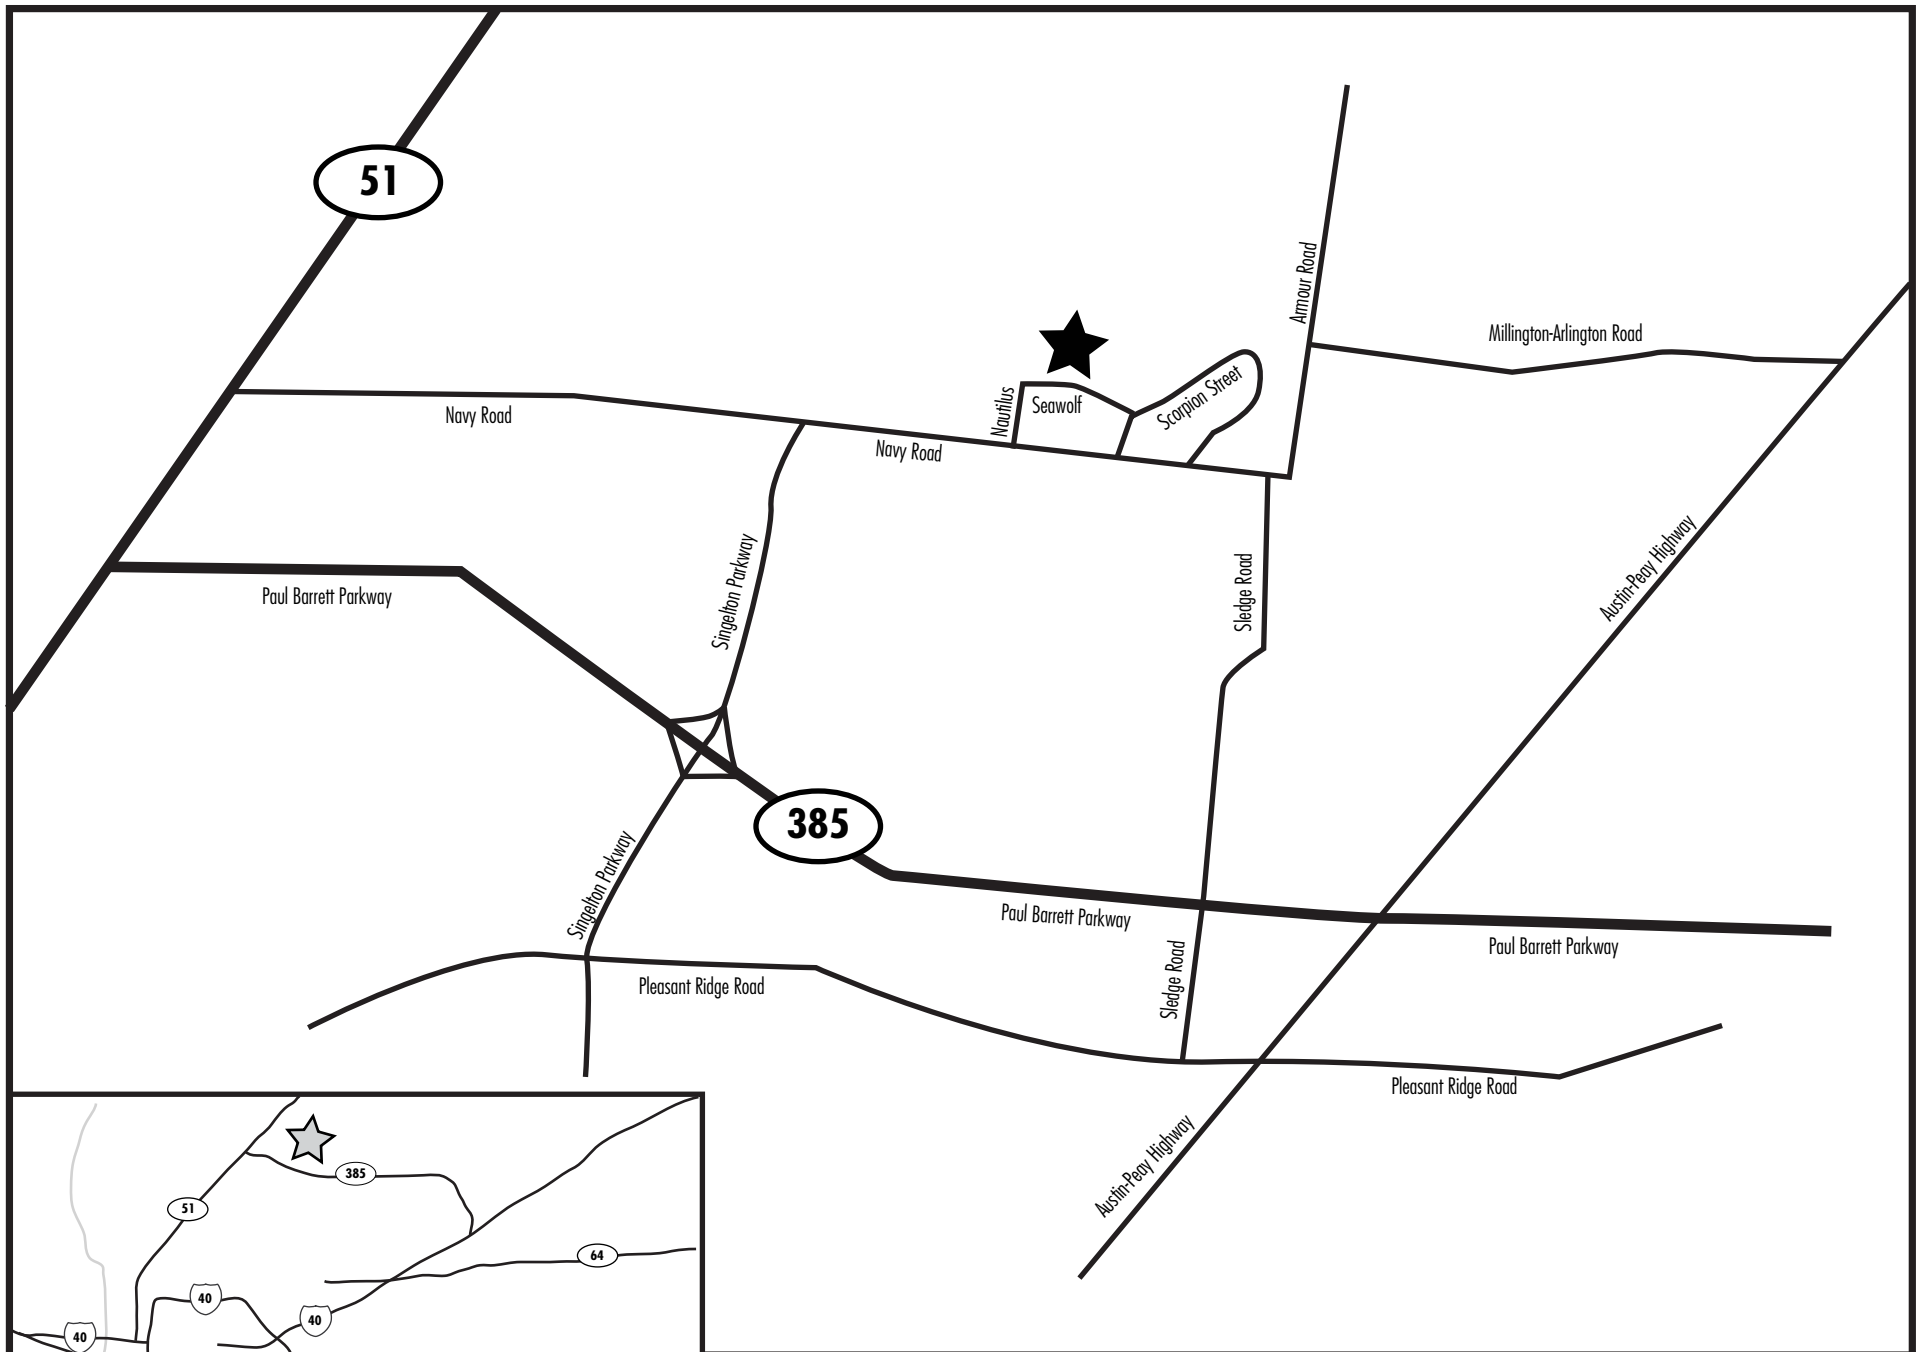 51
Armour Road
Millington-Arlington Road
Nautilus
Seawolf
Scorpion Street
Navy Road
Navy Road
Singelton Parkway
Sledge Road
Austin-Peay Highway
Paul Barrett Parkway
385
Singelton Parkway
Paul Barrett Parkway
Paul Barrett Parkway
Sledge Road
Pleasant Ridge Road
Pleasant Ridge Road
Austin-Peay Highway
385
51
64
40
40
40